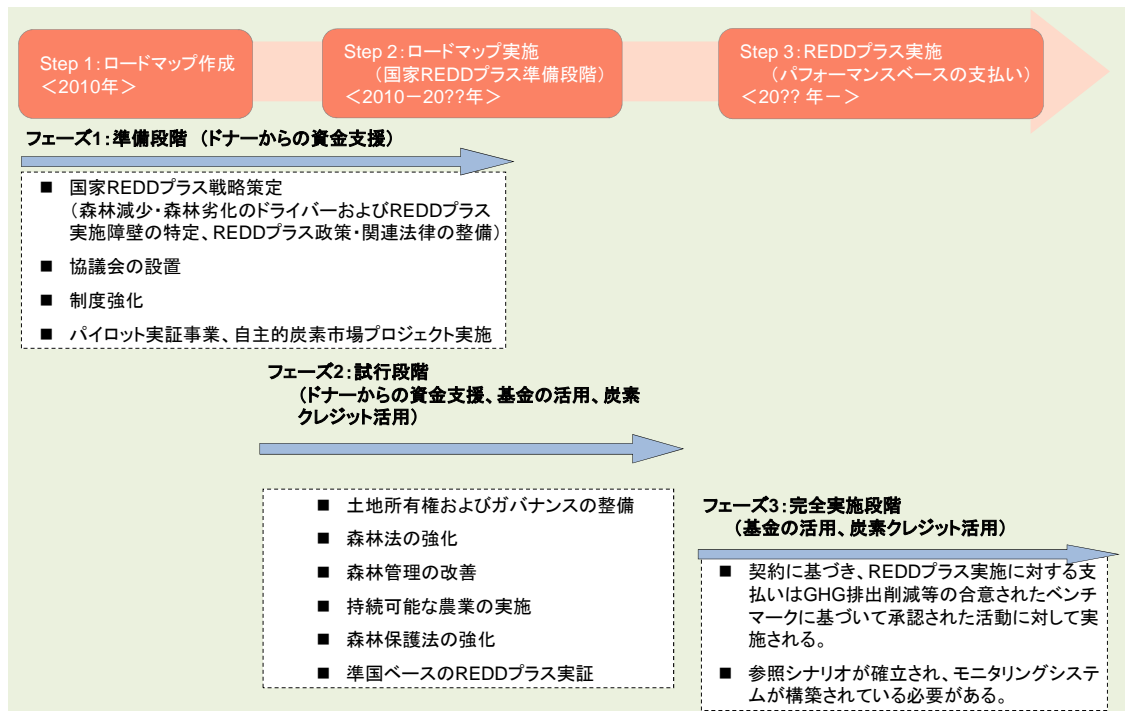 Step 1:ロードマップ作成
<2010年>
Step 2:ロードマップ実施
(国家REDDプラス準備段階)
<2010-20??年>
Step 3:REDDプラス実施
(パフォーマンスベースの支払い)
<20?? 年->
フェーズ1:準備段階 (ドナーからの資金支援)
■ 国家REDDプラス戦略策定
(森林減少・森林劣化のドライバーおよびREDDプラス
実施障壁の特定、REDDプラス政策・関連法律の整備)
■ 協議会の設置
■ 制度強化
■ パイロット実証事業、自主的炭素市場プロジェクト実施
フェーズ2:試行段階
(ドナーからの資金支援、基金の活用、炭素
クレジット活用)
■ 土地所有権およびガバナンスの整備
■ 森林法の強化
■ 森林管理の改善
■ 持続可能な農業の実施
■ 森林保護法の強化
■ 準国ベースのREDDプラス実証
フェーズ3:完全実施段階
(基金の活用、炭素クレジット活用)
■ 契約に基づき、REDDプラス実施に対する支
払いはGHG排出削減等の合意されたベンチ
マークに基づいて承認された活動に対して実
施される。
■ 参照シナリオが確立され、モニタリングシステ
ムが構築されている必要がある。